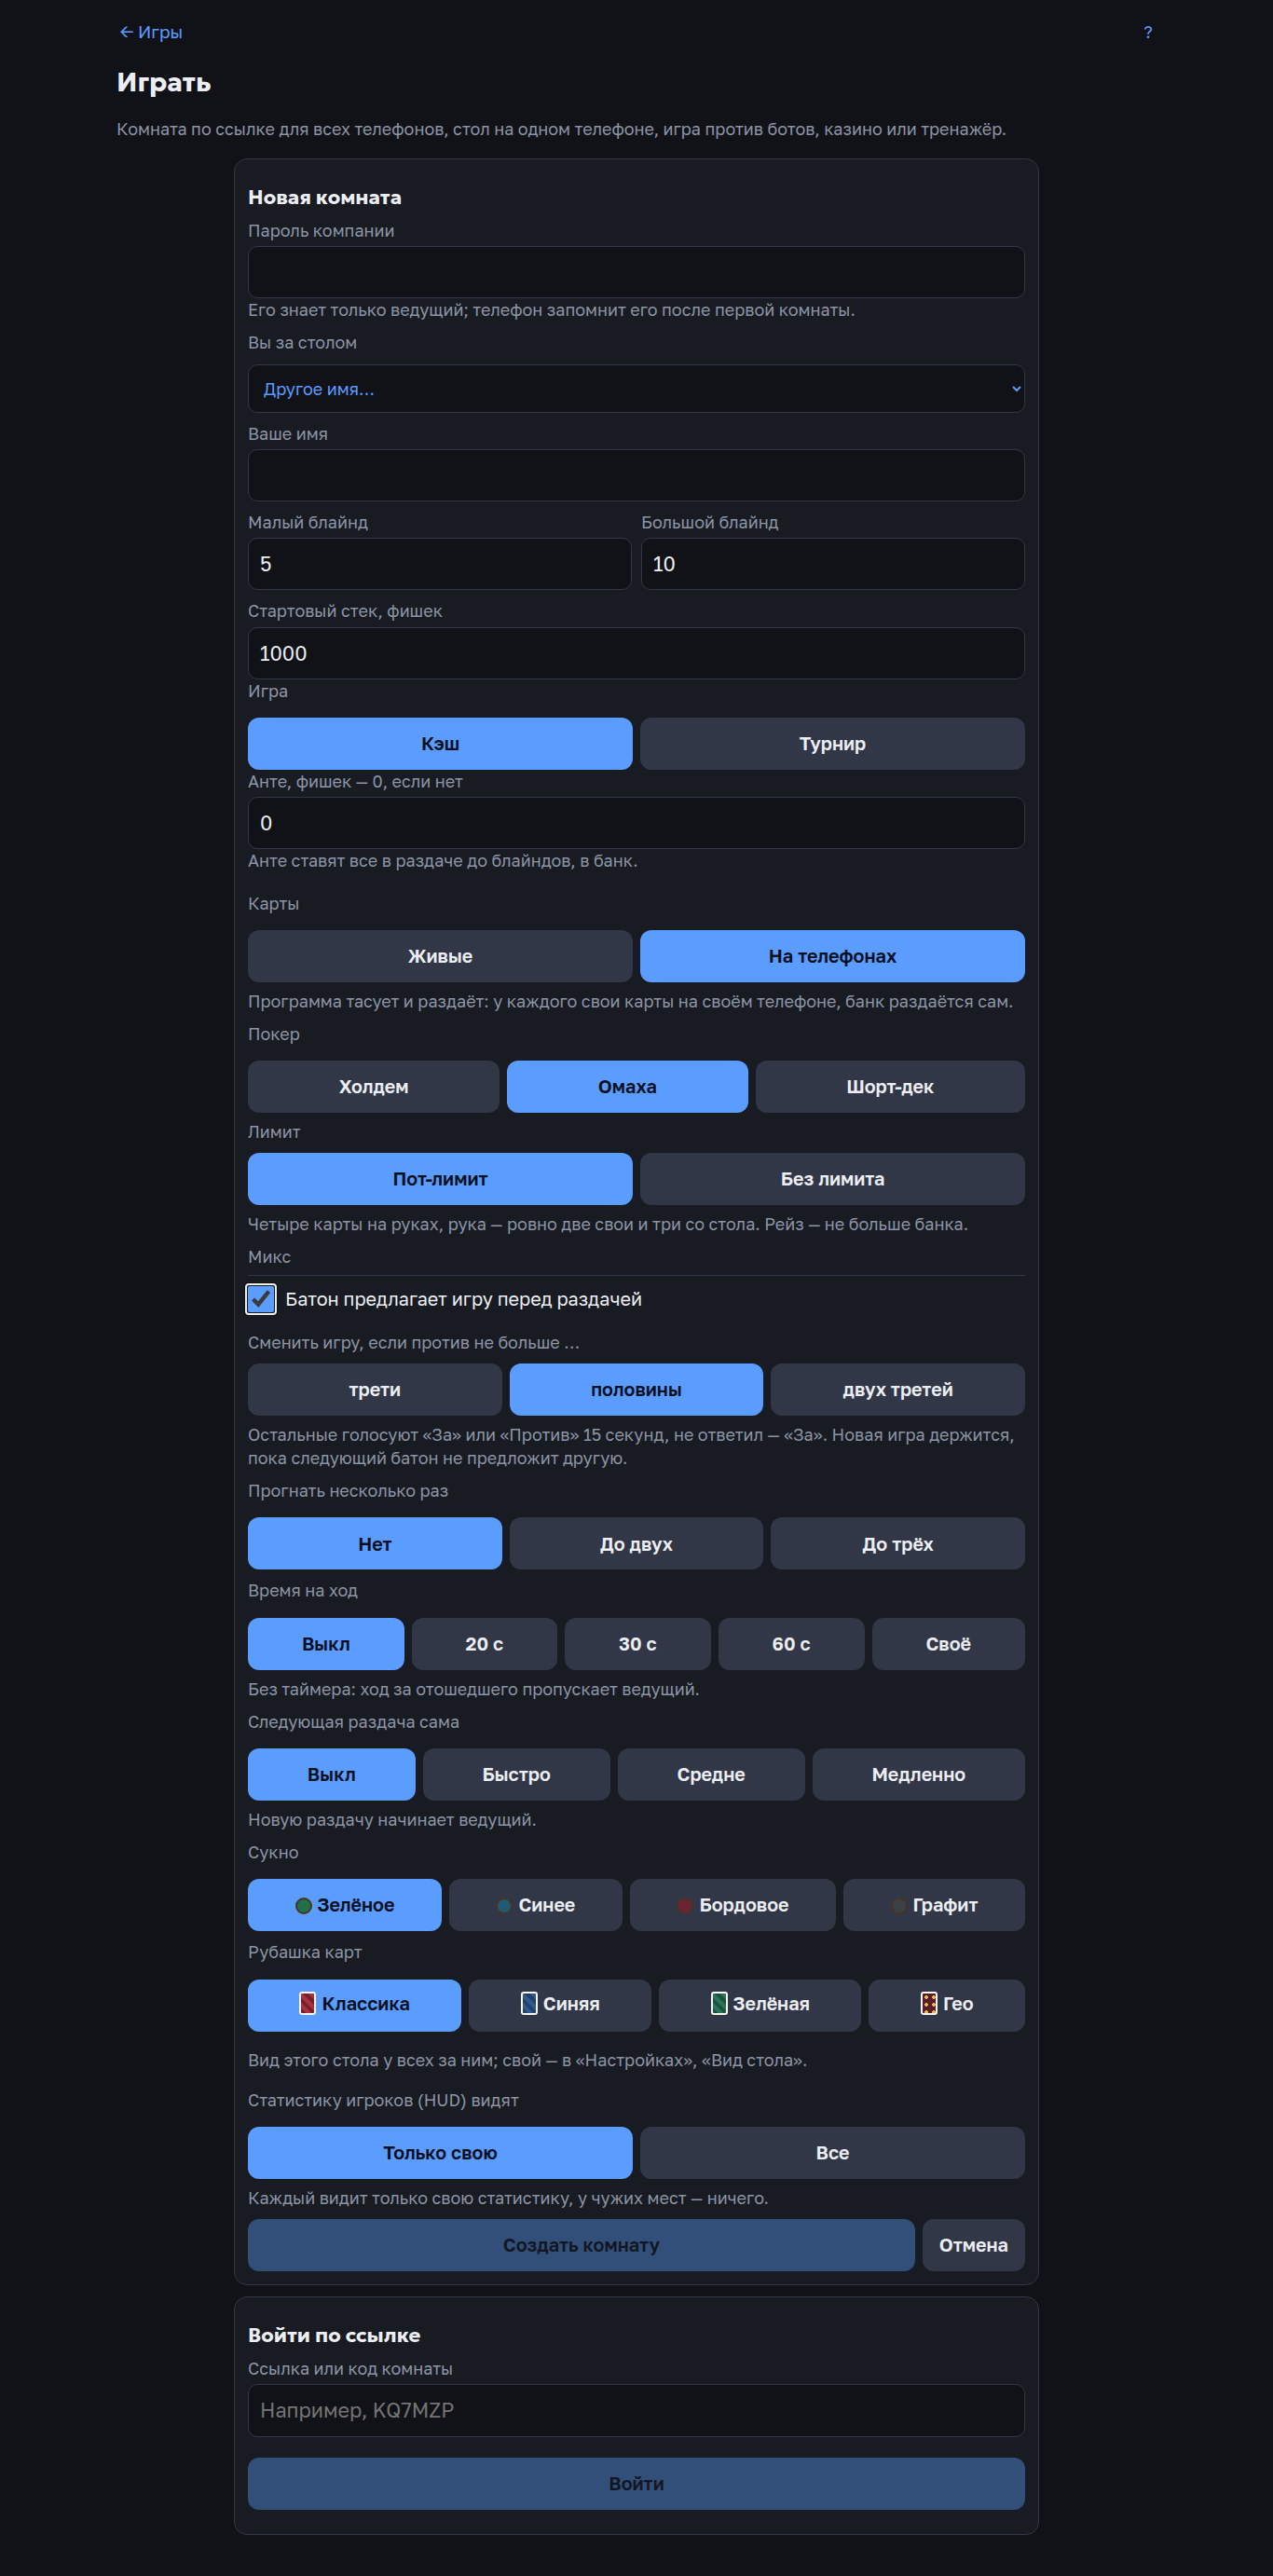 ← Игры
?
Играть
Комната по ссылке для всех телефонов, стол на одном телефоне, игра против ботов, казино или тренажёр.
Новая комната
Пароль компании
Его знает только ведущий; телефон запомнит его после первой комнаты.
Вы за столом
Другое имя...
Ваше имя
Малый блайнд Большой блайнд
5 10
Стартовый стек, фишек
1000
Игра
Кэш Турнир
Анте, фишек — 0, если нет
0
Анте ставят все в раздаче до блайндов, в банк.
Карты
Живые На телефонах
Программа тасует и раздаёт: у каждого свои карты на своём телефоне, банк раздаётся сам.
Покер
Холдем Омаха Шорт-дек
Лимит
Пот-лимит Без лимита
Четыре карты на руках, рука — ровно две свои и три со стола. Рейз — не больше банка.
Микс
Батон предлагает игру перед раздачей
Сменить игру, если против не больше ...
трети половины двух третей
Остальные голосуют «За» или «Против» 15 секунд, не ответил — «За». Новая игра держится,
пока следующий батон не предложит другую.
Прогнать несколько раз
Нет До двух До трёх
Время на ход
Выкл 20 с 30 с 60 с Своё
Без таймера: ход за отошедшего пропускает ведущий.
Следующая раздача сама
Выкл Быстро Средне Медленно
Новую раздачу начинает ведущий.
Сукно
Зелёное Синее Бордовое Графит
Рубашка карт
Классика Синяя Зелёная Гео
Вид этого стола у всех за ним; свой — в «Настройках», «Вид стола».
Статистику игроков (HUD) видят
Только свою Все
Каждый видит только свою статистику, у чужих мест — ничего.
Создать комнату Отмена
Войти по ссылке
Ссылка или код комнаты
Например, KQ7MZP
Войти